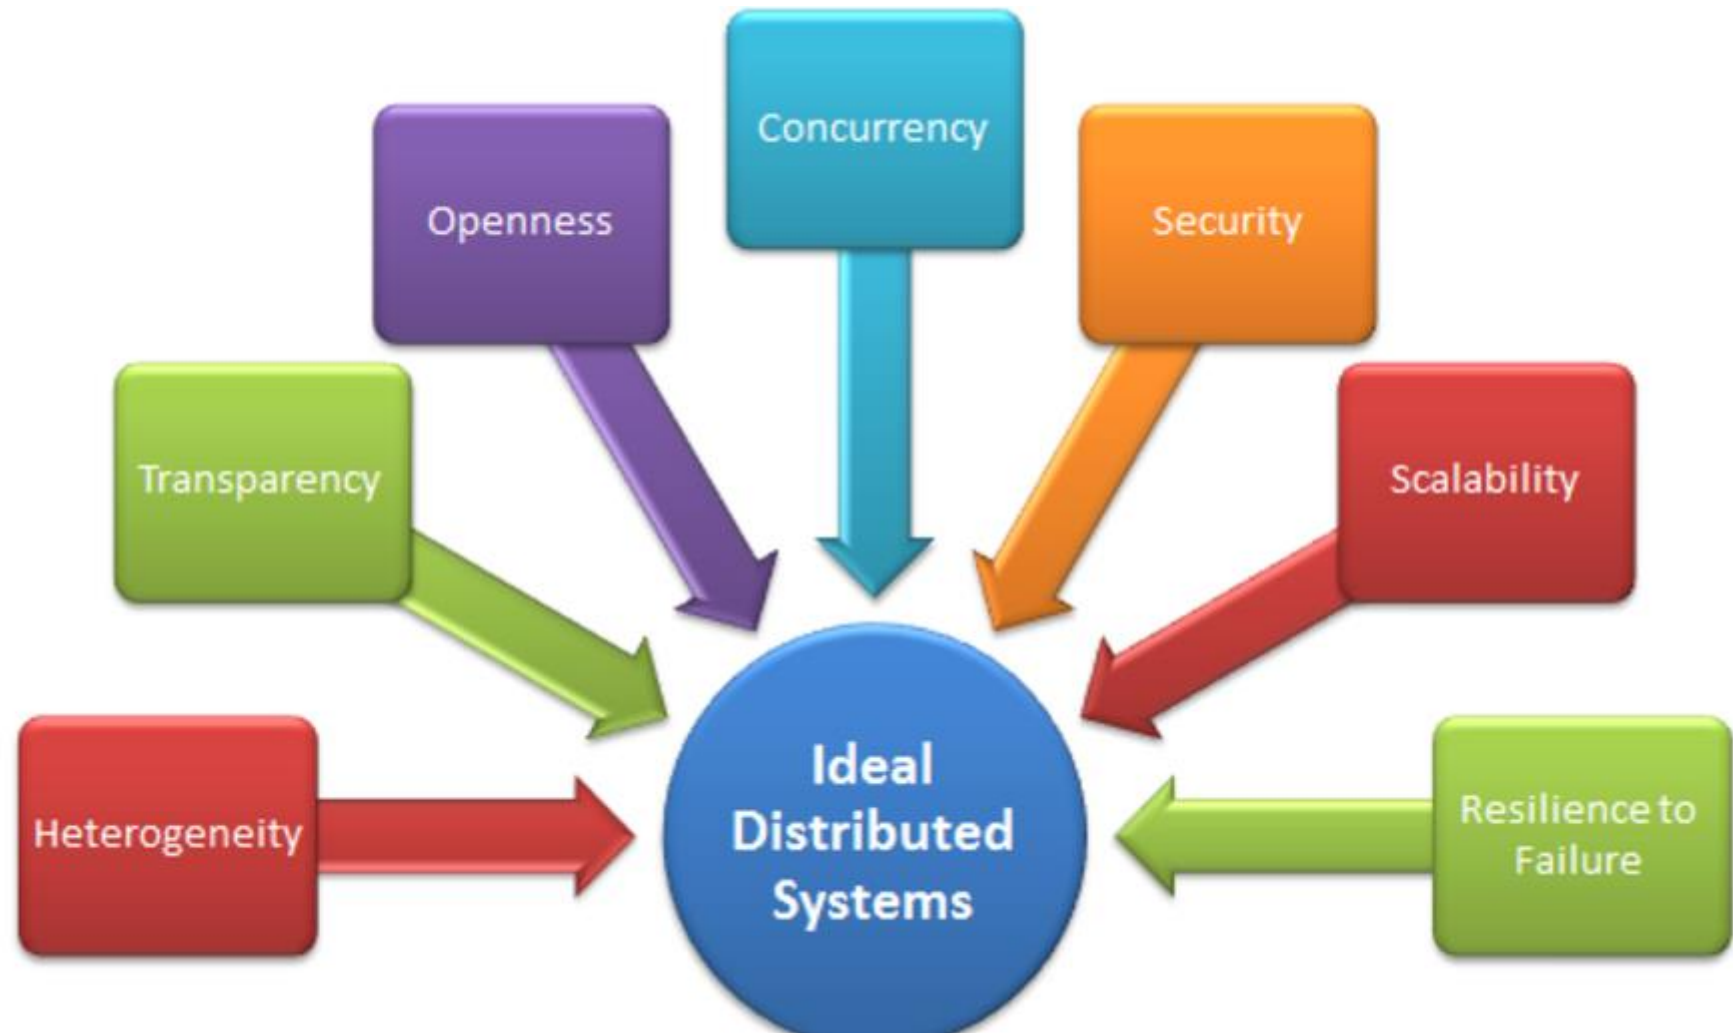 Concurrency
Openness
Security
Transparency
Scalability
Heterogeneity
Ideal
Distributed
Systems
Resilience to
Failure